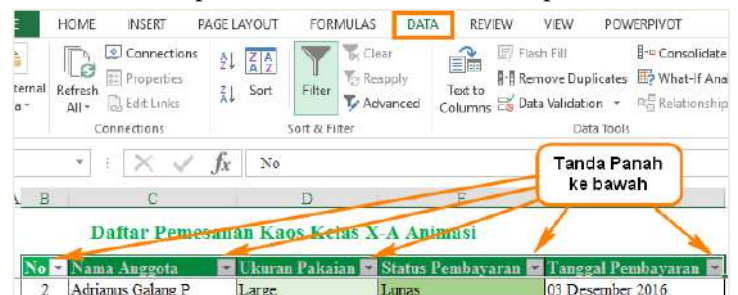 HOME INSERT PAGE LAYOUT FORMULAS DATA REVIEW VIEW POWERPIVOT
Connections
Properties
Edit Links
Refresh
All
Connections
Sort
Filter
Clear
Reapply
Advanced
Sort & Filter
Text to
Columns
Flash Fill
Remove Duplicates
Data Validation
Consolidate
What-If Ana
Relationship
Data Tools
fx No
Tanda Panah
ke bawah
B C D E
Daftar Pemesanan Kaos Kelas X-A Animasi
No Nama Anggota Ukuran Pakaian Status Pembayaran Tanggal Pembayaran
2 Adrianus Galang P Large Lunas 03 Desember 2016